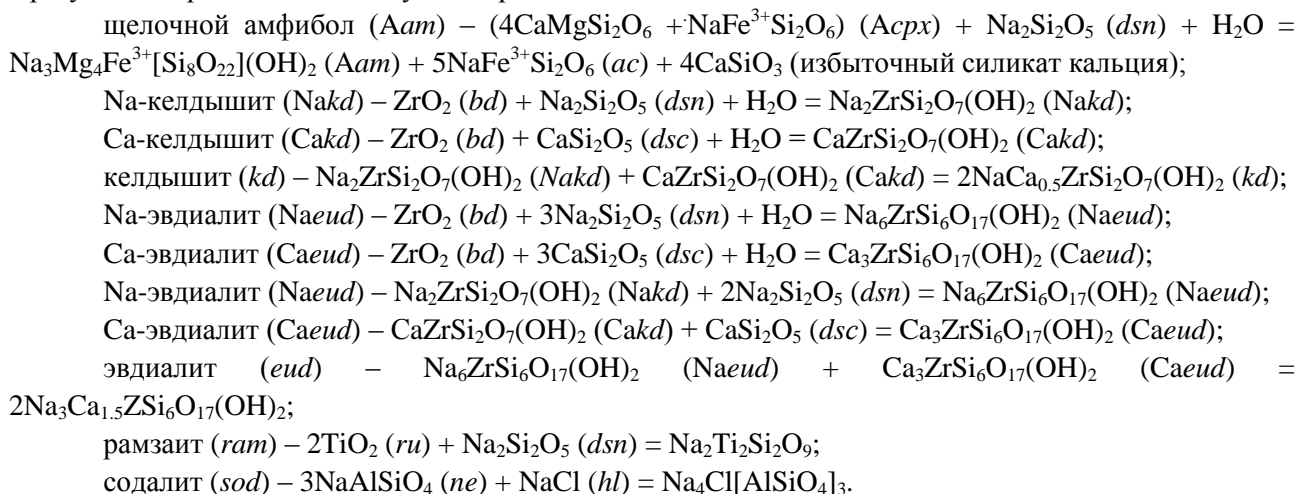 щелочной амфибол (Aam) – (4CaMgSi₂O₆ +NaFe³⁺Si₂O₆) (Acpx) + Na₂Si₂O₅ (dsn) + H₂O =
Na₃Mg₄Fe³⁺[Si₈O₂₂](OH)₂ (Aam) + 5NaFe³⁺Si₂O₆ (ac) + 4CaSiO₃ (избыточный силикат кальция);
Na-келдышит (Nakd) – ZrO₂ (bd) + Na₂Si₂O₅ (dsn) + H₂O = Na₂ZrSi₂O₇(OH)₂ (Nakd);
Ca-келдышит (Cakd) – ZrO₂ (bd) + CaSi₂O₅ (dsc) + H₂O = CaZrSi₂O₇(OH)₂ (Cakd);
келдышит (kd) – Na₂ZrSi₂O₇(OH)₂ (Nakd) + CaZrSi₂O₇(OH)₂ (Cakd) = 2NaCa₀.₅ZrSi₂O₇(OH)₂ (kd);
Na-эвдиалит (Naeud) – ZrO₂ (bd) + 3Na₂Si₂O₅ (dsn) + H₂O = Na₆ZrSi₆O₁₇(OH)₂ (Naeud);
Ca-эвдиалит (Caeud) – ZrO₂ (bd) + 3CaSi₂O₅ (dsc) + H₂O = Ca₃ZrSi₆O₁₇(OH)₂ (Caeud);
Na-эвдиалит (Naeud) – Na₂ZrSi₂O₇(OH)₂ (Nakd) + 2Na₂Si₂O₅ (dsn) = Na₆ZrSi₆O₁₇(OH)₂ (Naeud);
Ca-эвдиалит (Caeud) – CaZrSi₂O₇(OH)₂ (Cakd) + CaSi₂O₅ (dsc) = Ca₃ZrSi₆O₁₇(OH)₂ (Caeud);
эвдиалит (eud) – Na₆ZrSi₆O₁₇(OH)₂ (Naeud) + Ca₃ZrSi₆O₁₇(OH)₂ (Caeud) =
2Na₃Ca₁.₅ZSi₆O₁₇(OH)₂;
рамзаит (ram) – 2TiO₂ (ru) + Na₂Si₂O₅ (dsn) = Na₂Ti₂Si₂O₉;
содалит (sod) – 3NaAlSiO₄ (ne) + NaCl (hl) = Na₄Cl[AlSiO₄]₃.